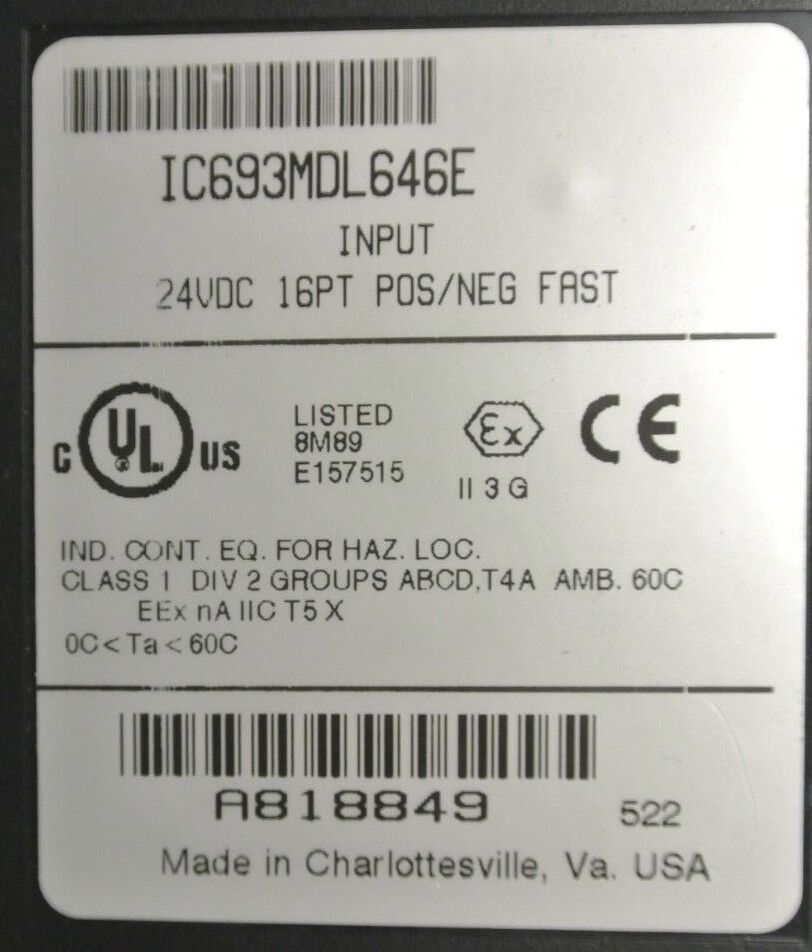 IC693MDL646E
INPUT
24VDC 16PT POS/NEG FAST
C UL US
LISTED
8M89
E157515
Ex
II 3 G
CE
IND. CONT. EQ. FOR HAZ. LOC.
CLASS 1 DIV 2 GROUPS ABCD,T4A AMB. 60C
EEx nA IIC T5 X
0C<Ta<60C
A818849
522
Made in Charlottesville, Va. USA